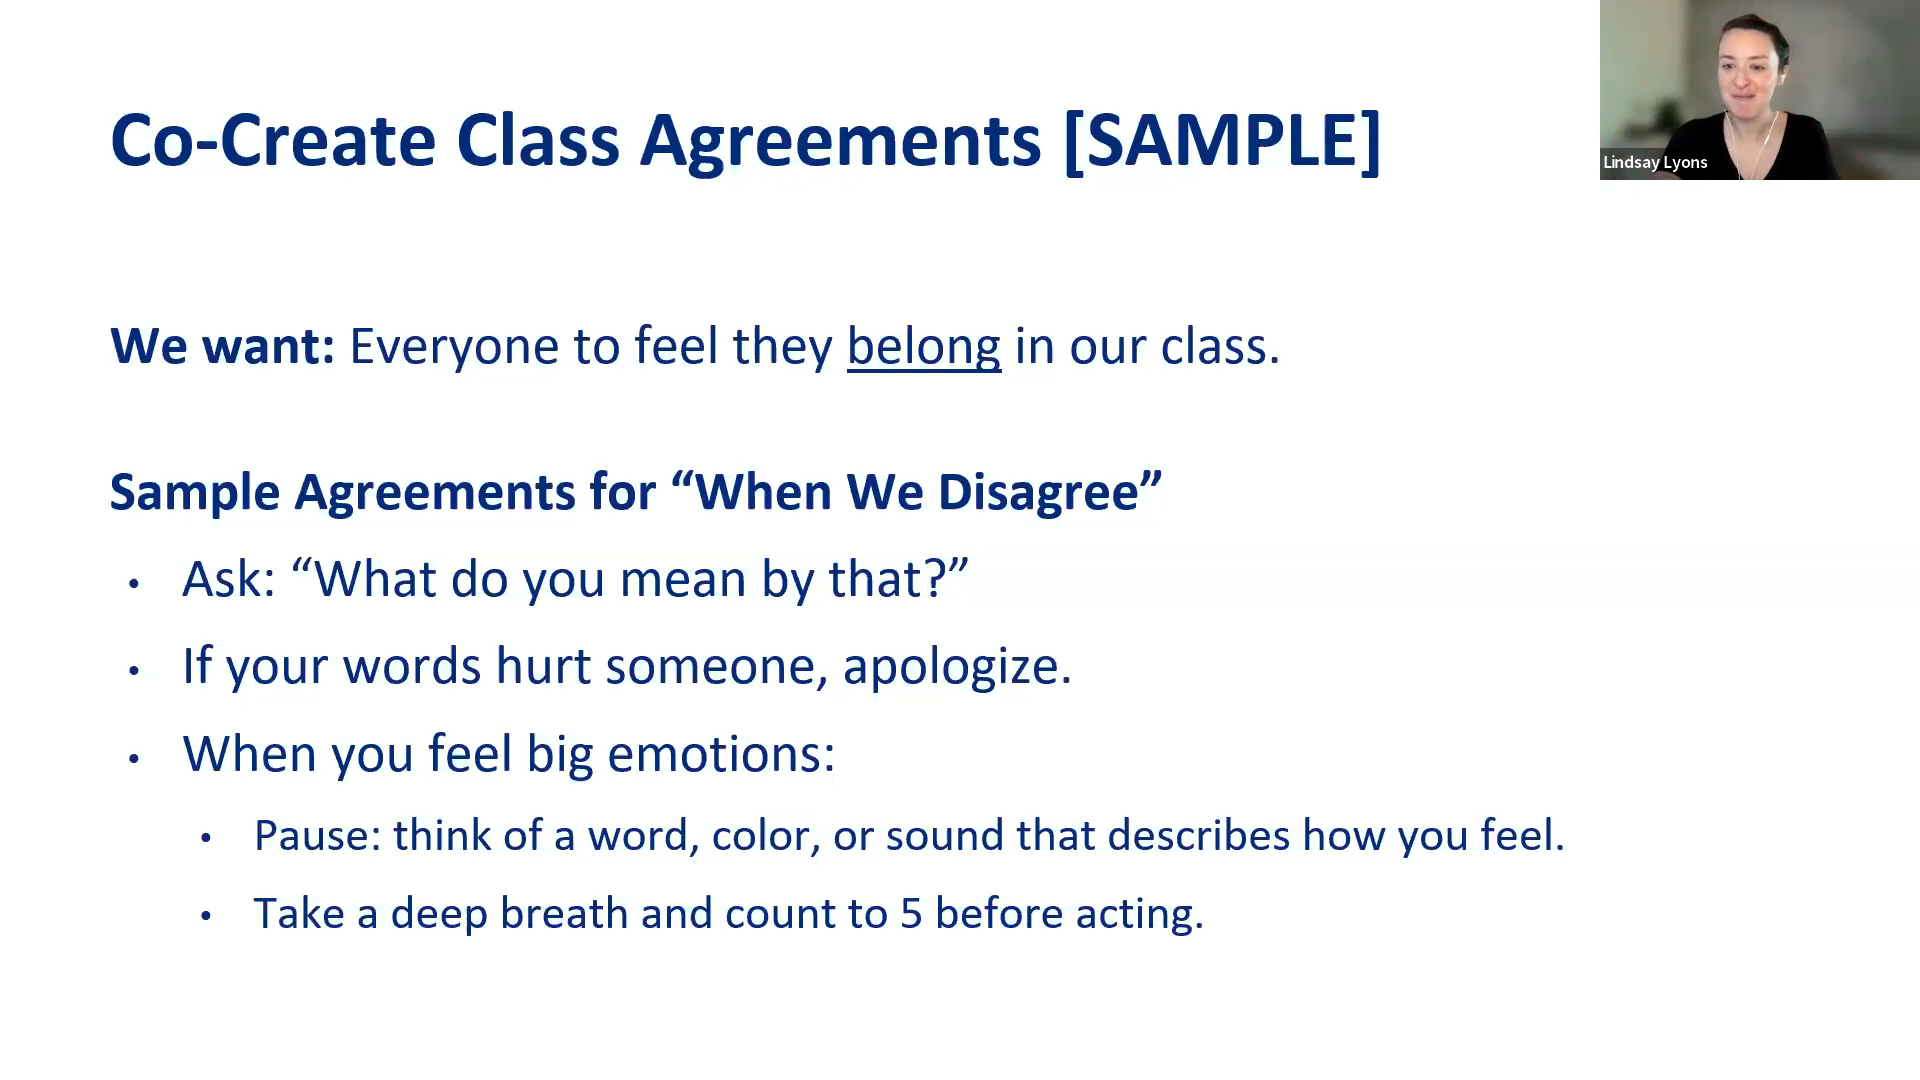 Co-Create Class Agreements [SAMPLE]
Lindsay Lyons
We want: Everyone to feel they belong in our class.
Sample Agreements for “When We Disagree”
• Ask: “What do you mean by that?”
• If your words hurt someone, apologize.
• When you feel big emotions:
• Pause: think of a word, color, or sound that describes how you feel.
• Take a deep breath and count to 5 before acting.